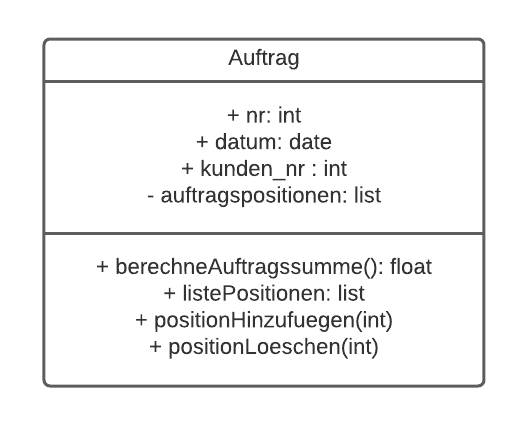 Auftrag
+ nr: int
+ datum: date
+ kunden_nr : int
- auftragspositionen: list
+ berechneAuftragssumme(): float
+ listePositionen: list
+ positionHinzufuegen(int)
+ positionLoeschen(int)